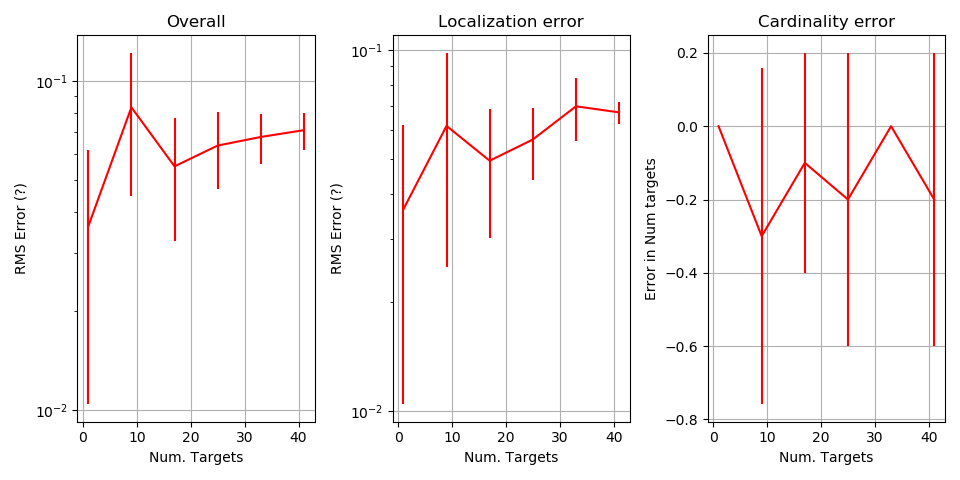 Overall
RMS Error (?)
10⁻¹
10⁻²
0 10 20 30 40
Num. Targets
Localization error
RMS Error (?)
10⁻¹
10⁻²
0 10 20 30 40
Num. Targets
Cardinality error
Error in Num targets
0.2
0.0
−0.2
−0.4
−0.6
−0.8
0 10 20 30 40
Num. Targets